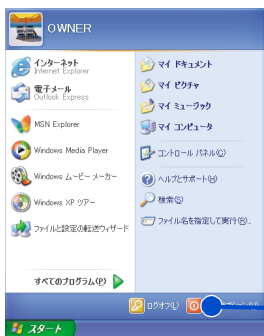 OWNER
インターネット
Internet Explorer
電子メール
Outlook Express
MSN Explorer
Windows Media Player
Windows ムービー メーカー
Windows XP ツアー
ファイルと設定の転送ウィザード
すべてのプログラム(P)
マイ ドキュメント
マイ ピクチャ
マイ ミュージック
マイ コンピュータ
コントロール パネル(C)
ヘルプとサポート(H)
検索(S)
ファイル名を指定して実行(R)...
ログオフ(L)
スタート